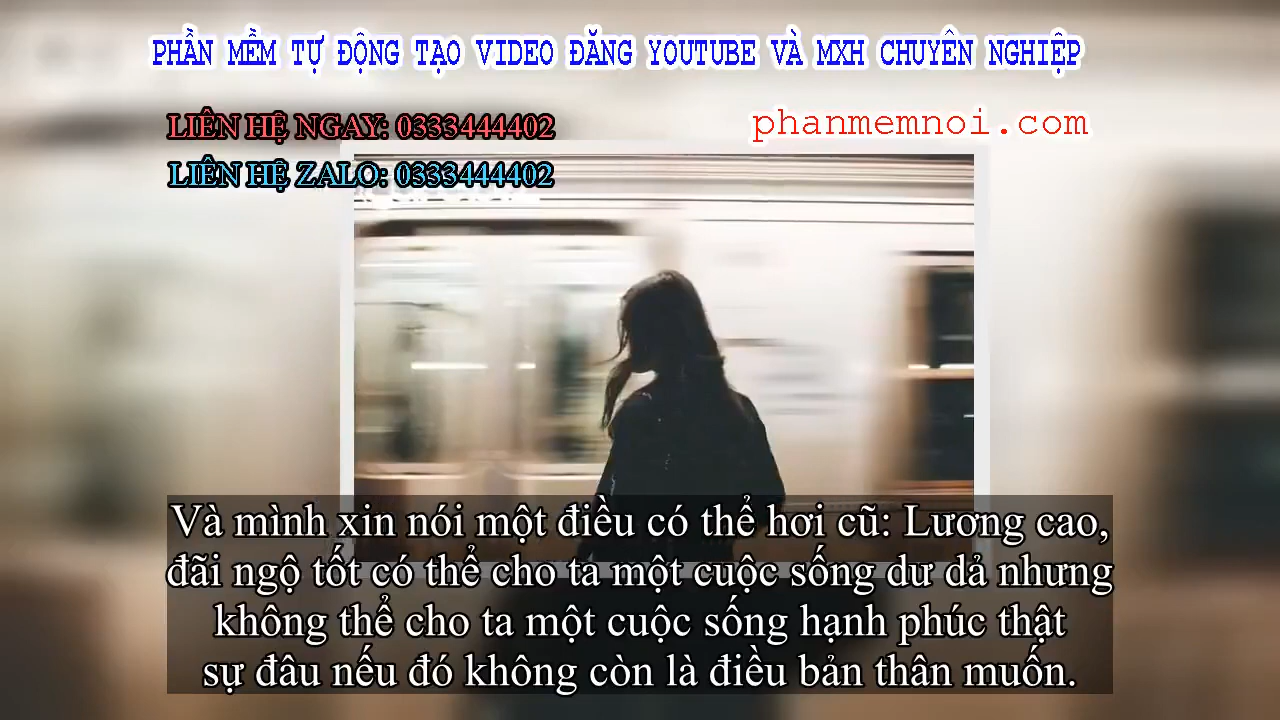 PHẦN MỀM TỰ ĐỘNG TẠO VIDEO ĐĂNG YOUTUBE VÀ MXH CHUYÊN NGHIỆP
LIÊN HỆ NGAY: 0333444402
phanmemnoi.com
LIÊN HỆ ZALO: 0333444402
Và mình xin nói một điều có thể hơi cũ: Lương cao,
đãi ngộ tốt có thể cho ta một cuộc sống dư dả nhưng
không thể cho ta một cuộc sống hạnh phúc thật
sự đâu nếu đó không còn là điều bản thân muốn.